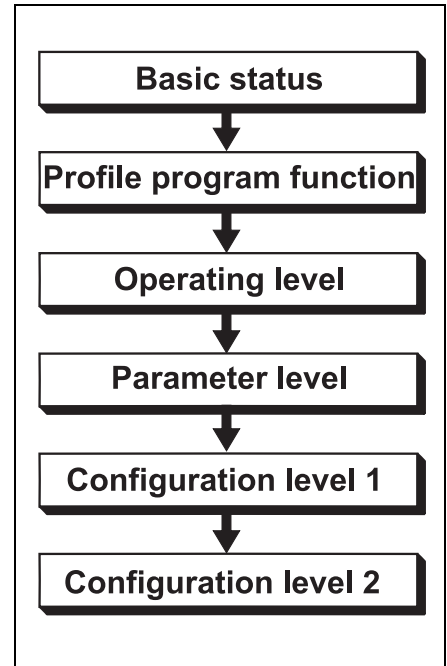 Basic status
Profile program function
Operating level
Parameter level
Configuration level 1
Configuration level 2